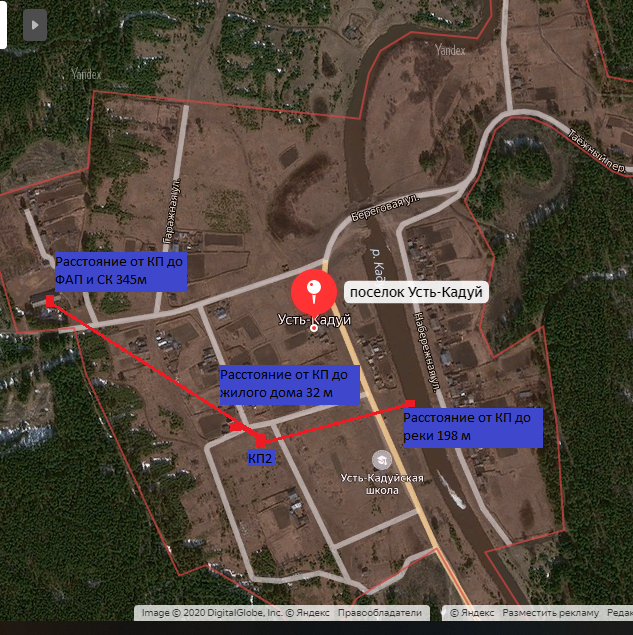 Yandex
Yandex
Таёжный пер.
Гаражная ул.
Береговая ул.
р. Кад
Расстояние от КП до
ФАП и СК 345м
поселок Усть-Кадуй
Усть-Кадуй
Набережная ул.
Расстояние от КП до
жилого дома 32 м
Расстояние от КП до
реки 198 м
КП2
Усть-Кадуйская
школа
Image © 2020 DigitalGlobe, Inc. © Яндекс Правообладатели
© Яндекс Разместить рекламу Редак